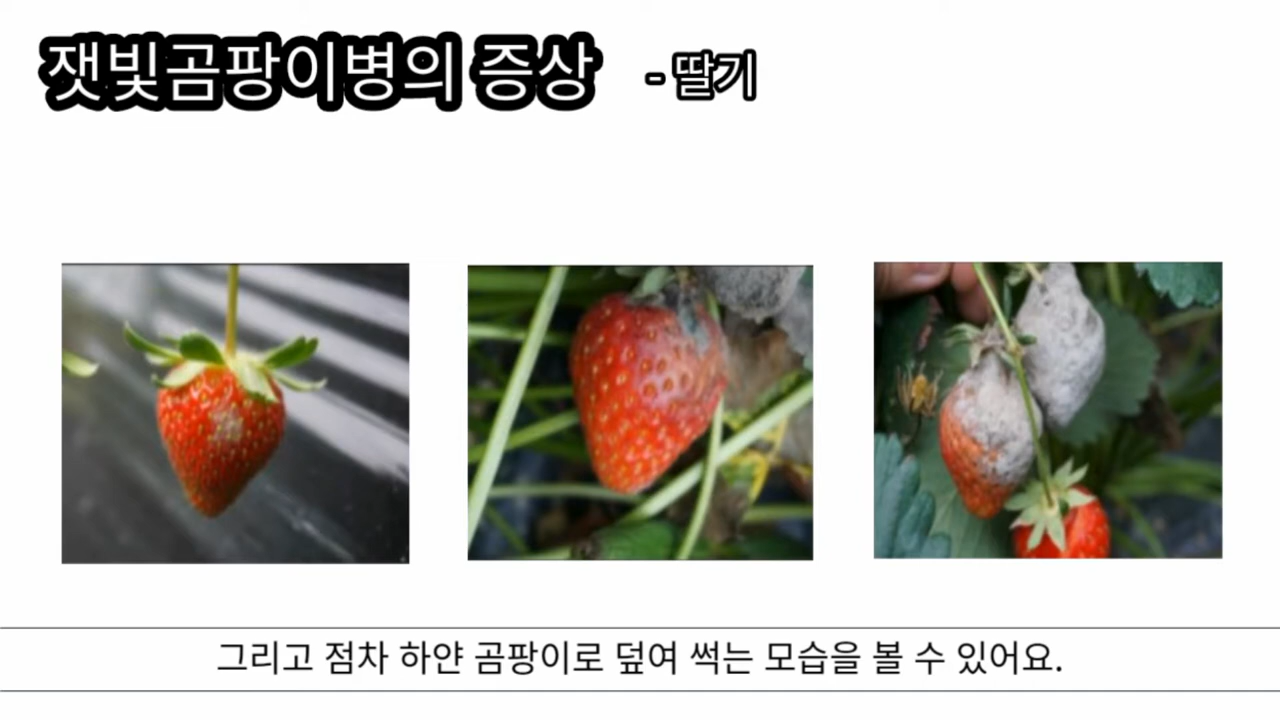 잿빛곰팡이병의 증상 - 딸기
그리고 점차 하얀 곰팡이로 덮여 썩는 모습을 볼 수 있어요.